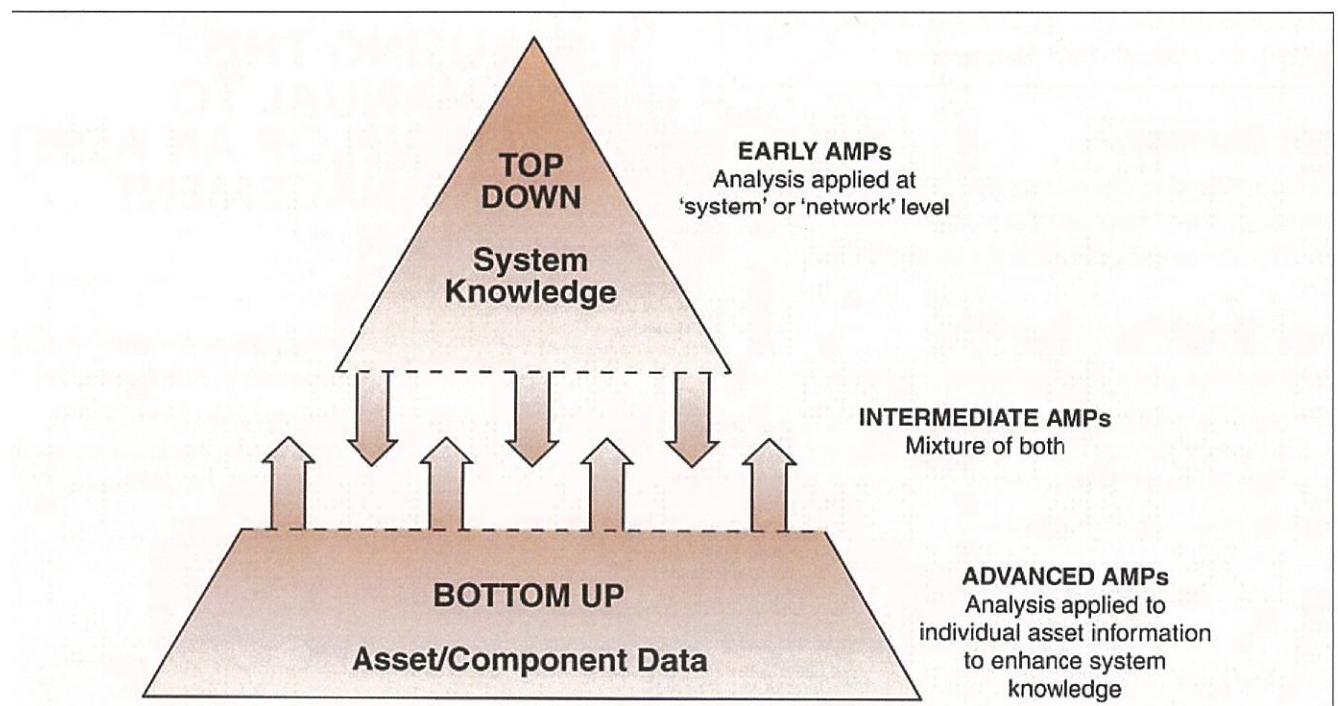 TOP
DOWN
System
Knowledge
EARLY AMPs
Analysis applied at
‘system’ or ‘network’ level
INTERMEDIATE AMPs
Mixture of both
BOTTOM UP
Asset/Component Data
ADVANCED AMPs
Analysis applied to
individual asset information
to enhance system
knowledge